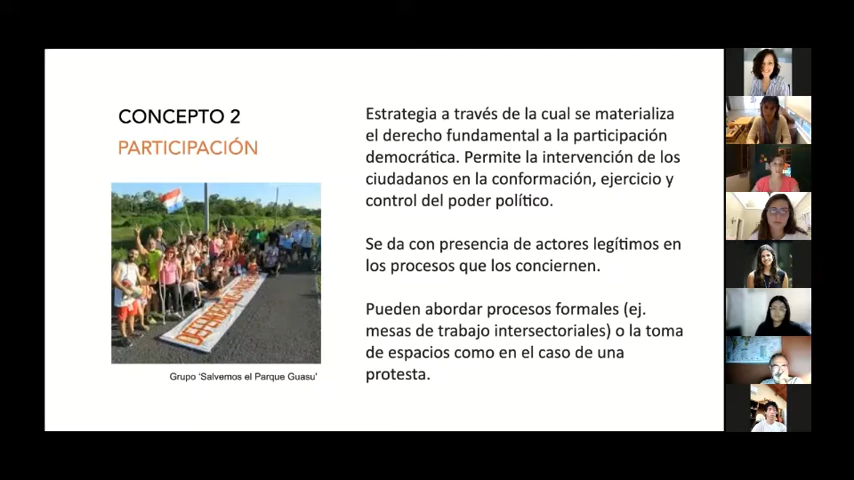 CONCEPTO 2
PARTICIPACIÓN
Grupo 'Salvemos el Parque Guasu'
Estrategia a través de la cual se materializa
el derecho fundamental a la participación
democrática. Permite la intervención de los
ciudadanos en la conformación, ejercicio y
control del poder político.
Se da con presencia de actores legítimos en
los procesos que los conciernen.
Pueden abordar procesos formales (ej.
mesas de trabajo intersectoriales) o la toma
de espacios como en el caso de una
protesta.